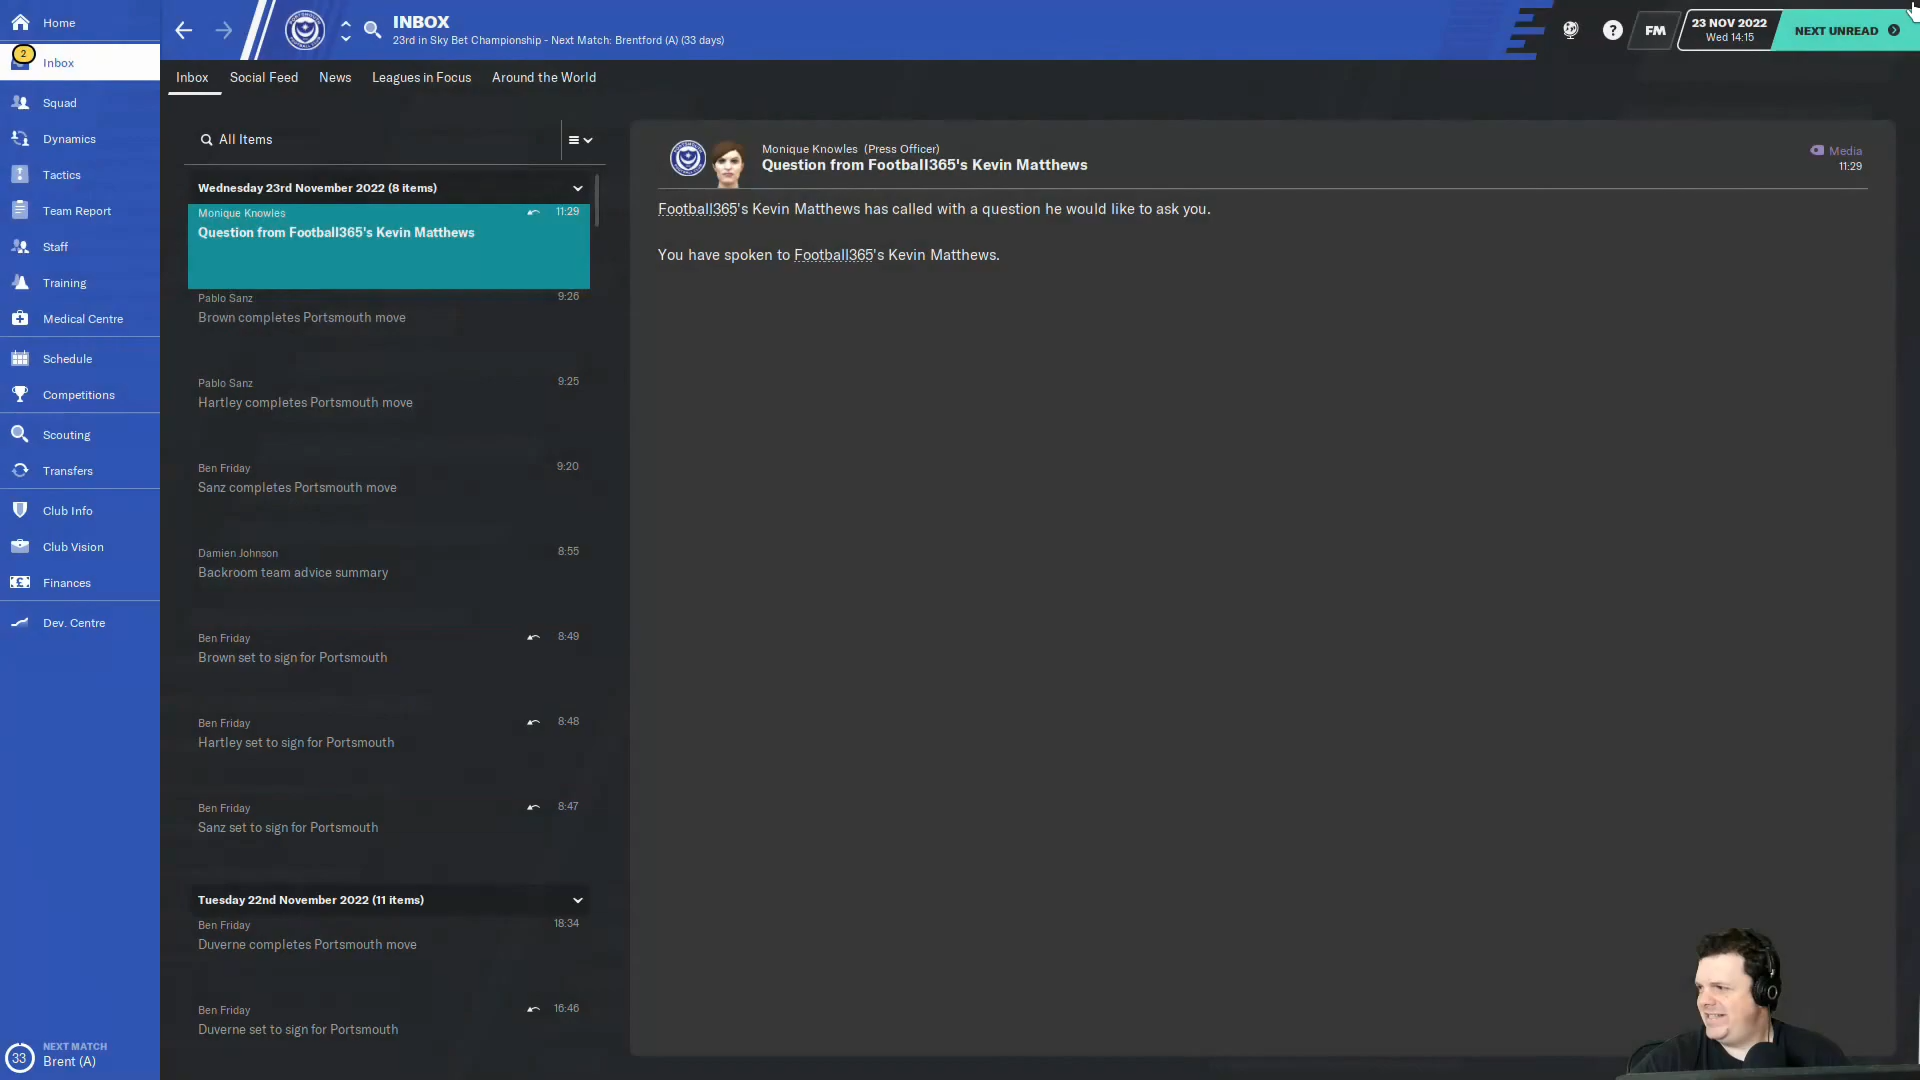 Home
2
Inbox
Squad
Dynamics
Tactics
Team Report
Staff
Training
Medical Centre
Schedule
Competitions
Scouting
Transfers
Club Info
Club Vision
Finances
Dev. Centre
33
NEXT MATCH
Brent (A)
INBOX
23rd in Sky Bet Championship - Next Match: Brentford (A) (33 days)
FM
23 NOV 2022
Wed 14:15
NEXT UNREAD
Inbox
Social Feed
News
Leagues in Focus
Around the World
All Items
Wednesday 23rd November 2022 (8 items)
Monique Knowles 11:29
Question from Football365's Kevin Matthews
Pablo Sanz 9:26
Brown completes Portsmouth move
Pablo Sanz 9:25
Hartley completes Portsmouth move
Ben Friday 9:20
Sanz completes Portsmouth move
Damien Johnson 8:55
Backroom team advice summary
Ben Friday 8:49
Brown set to sign for Portsmouth
Ben Friday 8:48
Hartley set to sign for Portsmouth
Ben Friday 8:47
Sanz set to sign for Portsmouth
Tuesday 22nd November 2022 (11 items)
Ben Friday 18:34
Duverne completes Portsmouth move
Ben Friday 16:46
Duverne set to sign for Portsmouth
Monique Knowles (Press Officer)
Question from Football365's Kevin Matthews
Media
11:29
Football365's Kevin Matthews has called with a question he would like to ask you.
You have spoken to Football365's Kevin Matthews.